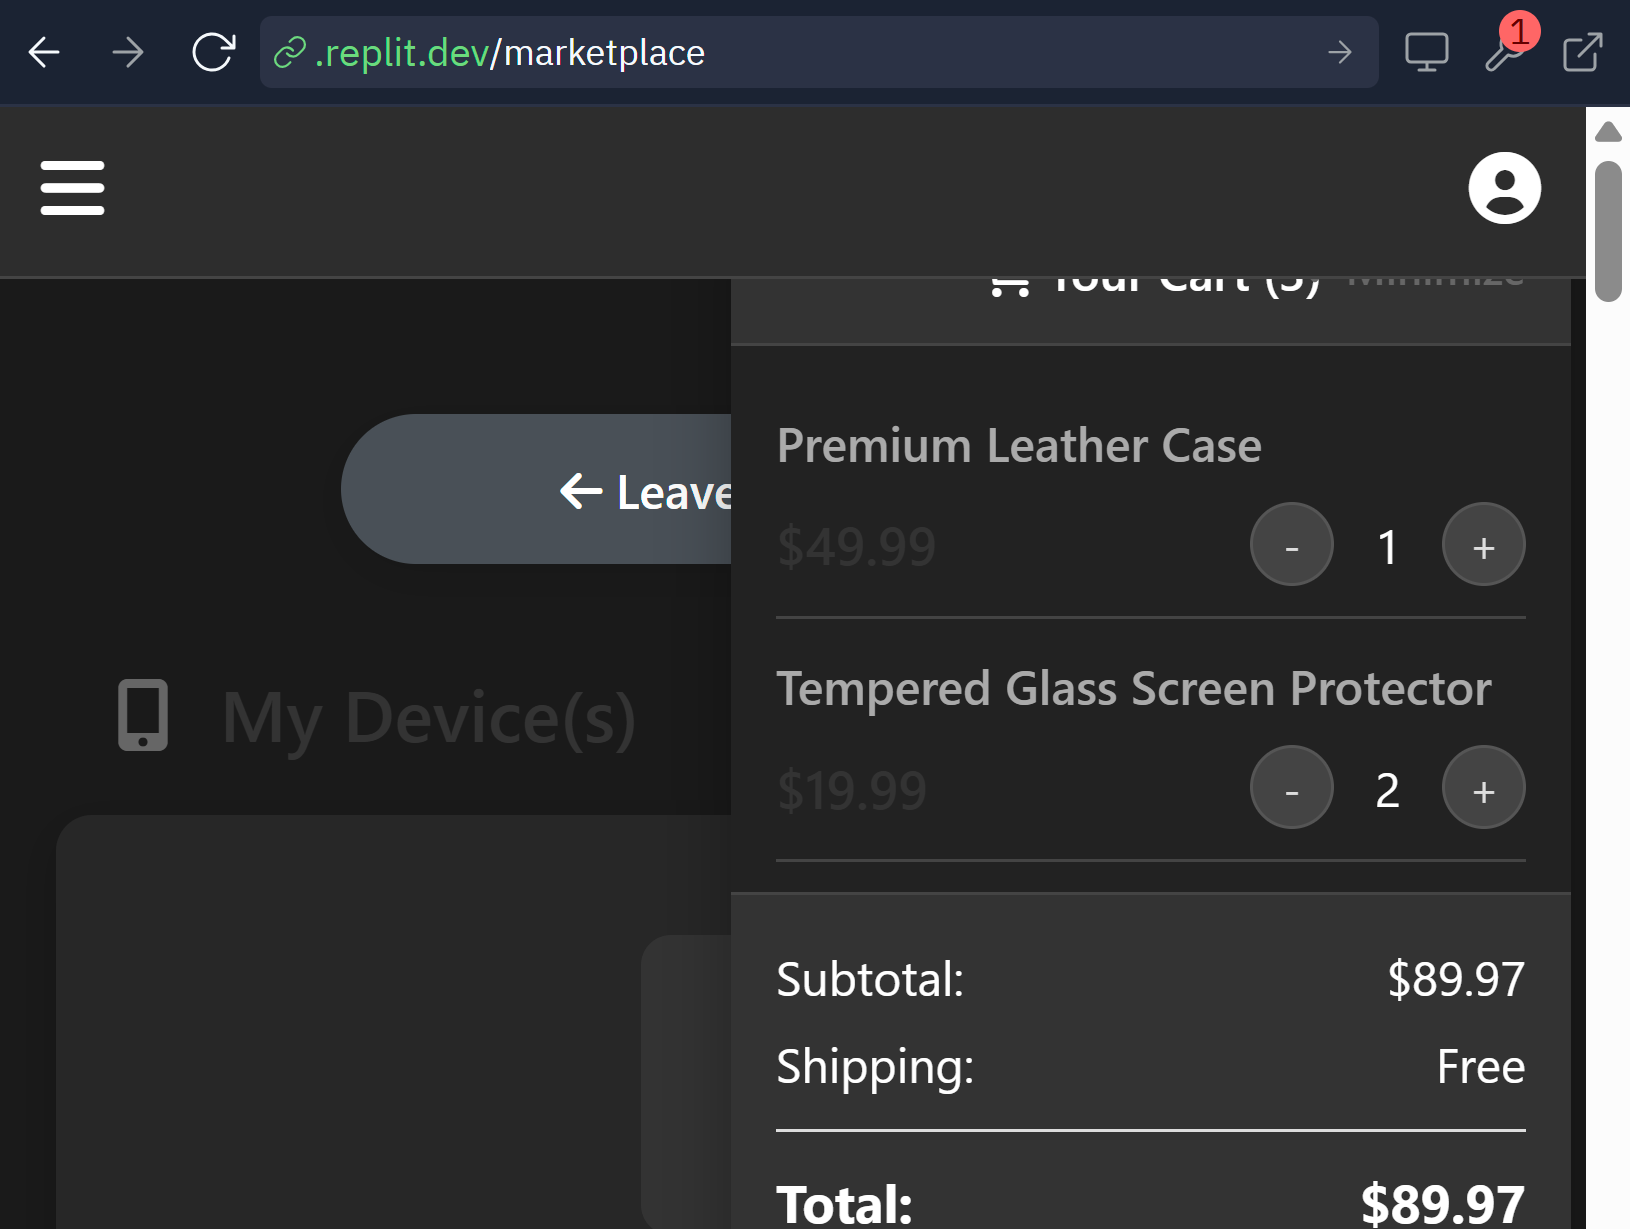 .replit.dev/marketplace
1
Your Cart (3) Minimize
← Leave
Premium Leather Case
$49.99 - 1 +
My Device(s)
Tempered Glass Screen Protector
$19.99 - 2 +
Subtotal: $89.97
Shipping: Free
Total: $89.97